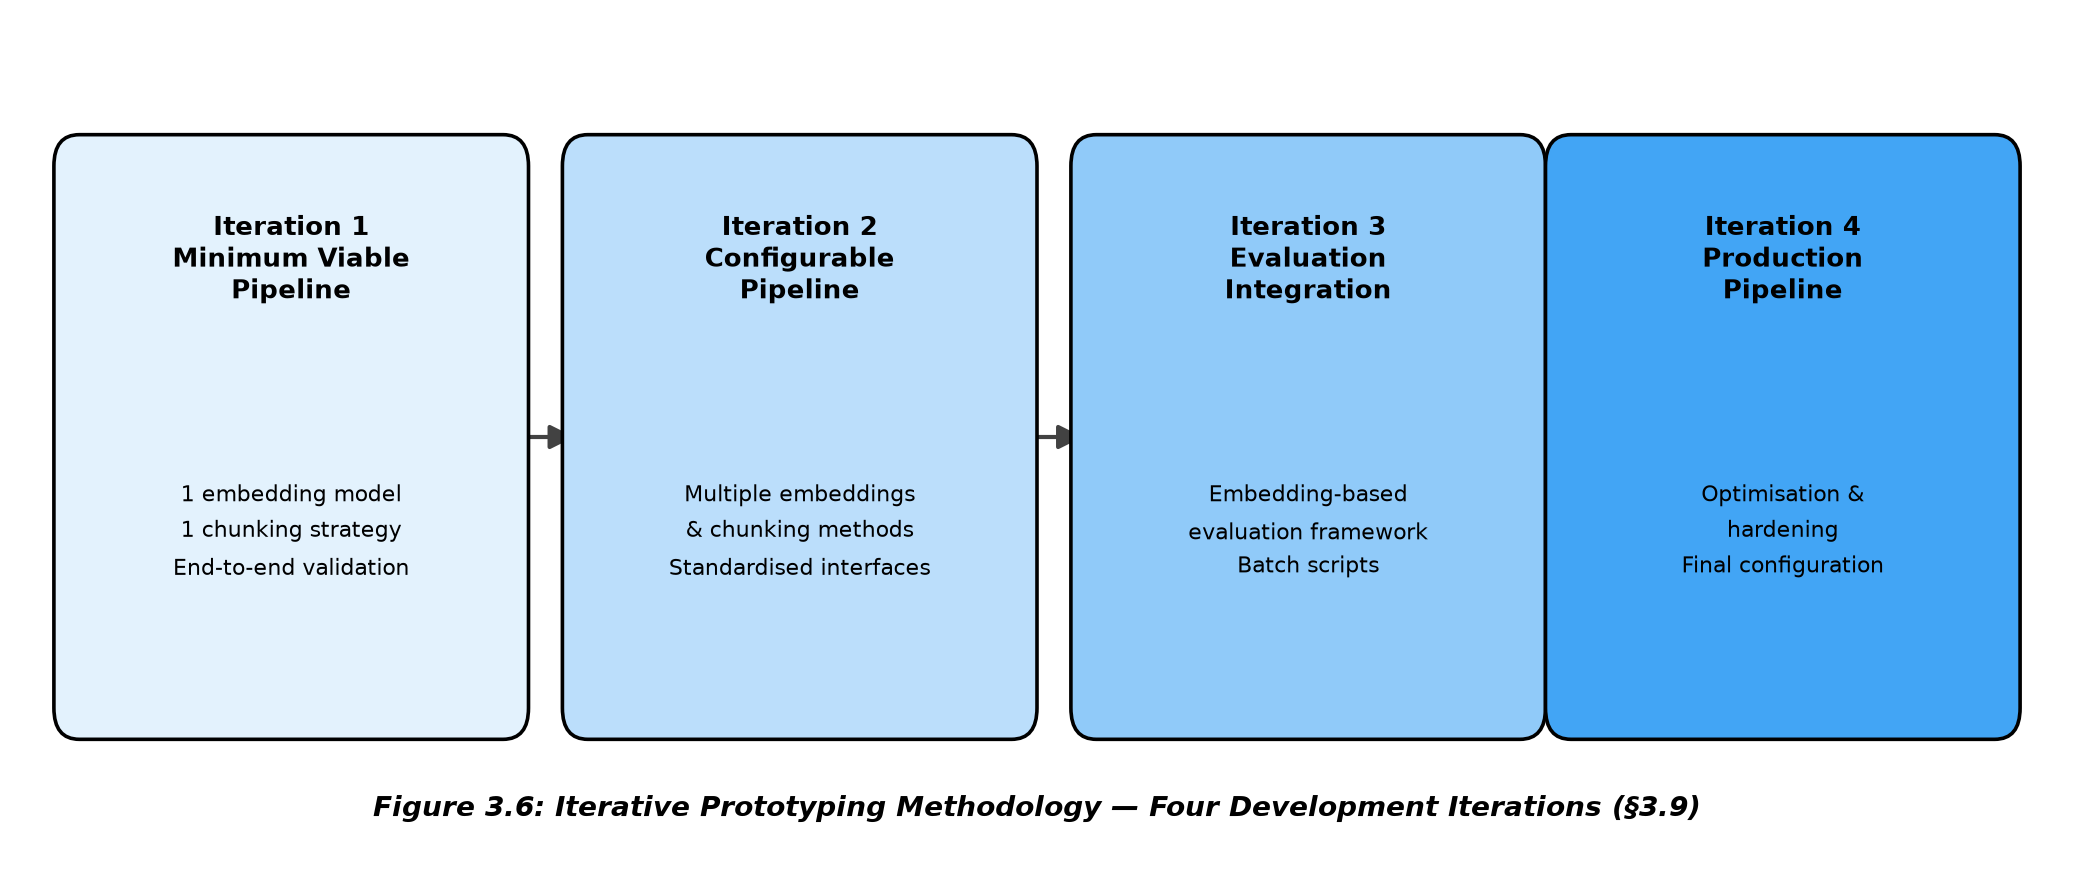 Iteration 1
Minimum Viable
Pipeline
1 embedding model
1 chunking strategy
End-to-end validation
Iteration 2
Configurable
Pipeline
Multiple embeddings
& chunking methods
Standardised interfaces
Iteration 3
Evaluation
Integration
Embedding-based
evaluation framework
Batch scripts
Iteration 4
Production
Pipeline
Optimisation &
hardening
Final configuration
Figure 3.6: Iterative Prototyping Methodology — Four Development Iterations (§3.9)